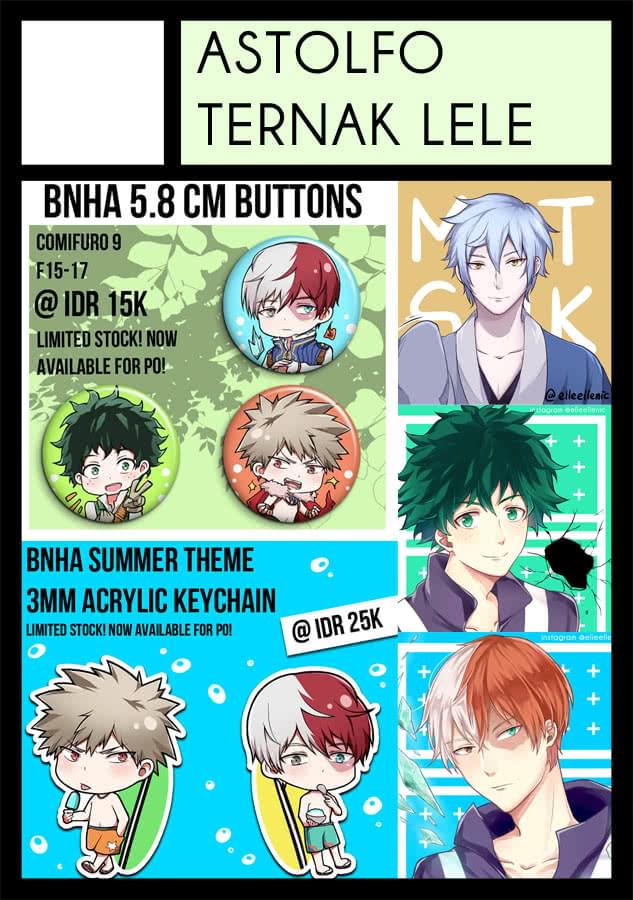 ASTOLFO
TERNAK LELE
BNHA 5.8 CM BUTTONS
COMIFURO 9
F15-17
@ IDR 15K
LIMITED STOCK! NOW
AVAILABLE FOR PO!
M T
S K
@elleellenic
instagram @elleellenic
BNHA SUMMER THEME
3MM ACRYLIC KEYCHAIN
LIMITED STOCK! NOW AVAILABLE FOR PO!
@ IDR 25K
instagram @elleelle